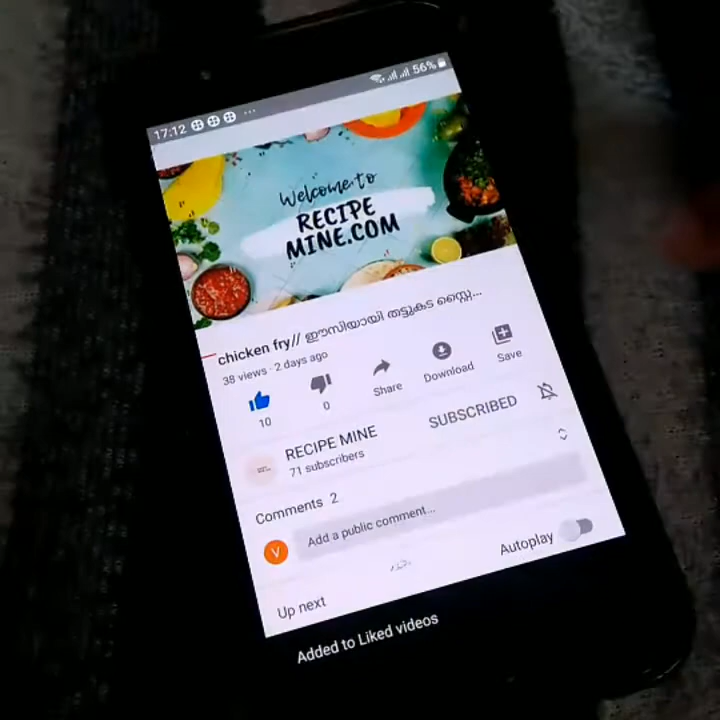 17:12 ... 56%
Welcome to
RECIPE
MINE.COM
chicken fry// ഈസിയായി തട്ടുകട സ്റ്റൈ...
38 views · 2 days ago
10
0
Share
Download
Save
RECIPE MINE
71 subscribers
SUBSCRIBED
Comments 2
V
Add a public comment...
Up next
Autoplay
Added to Liked videos